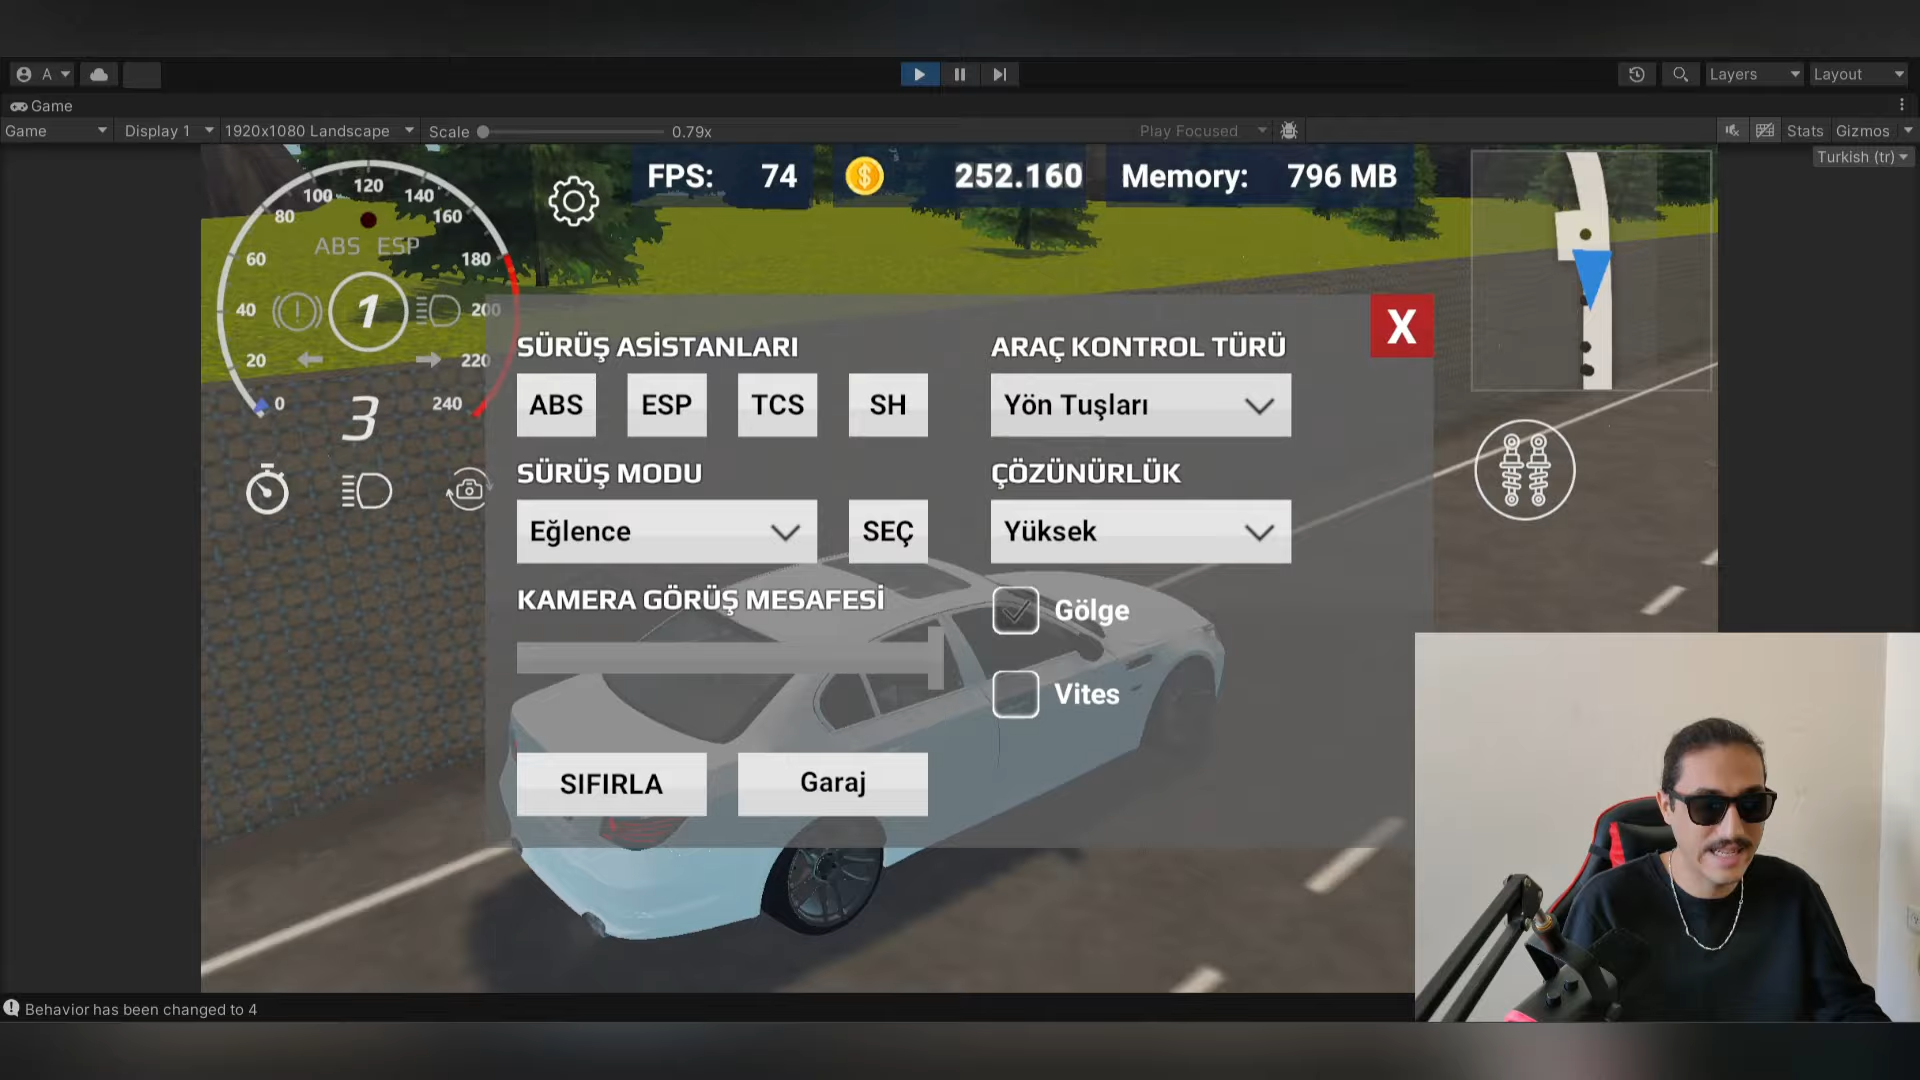 A
Layers
Layout
Game
Game
Display 1
1920x1080 Landscape
Scale
0.79x
Play Focused
Stats
Gizmos
Turkish (tr)
FPS: 74
$
252.160
Memory: 796 MB
0
20
40
60
80
100
120
140
160
180
200
220
240
ABS ESP
1
3
X
SÜRÜŞ ASİSTANLARI
ABS
ESP
TCS
SH
ARAÇ KONTROL TÜRÜ
Yön Tuşları
SÜRÜŞ MODU
Eğlence
SEÇ
ÇÖZÜNÜRLÜK
Yüksek
KAMERA GÖRÜŞ MESAFESİ
Gölge
Vites
SIFIRLA
Garaj
Behavior has been changed to 4